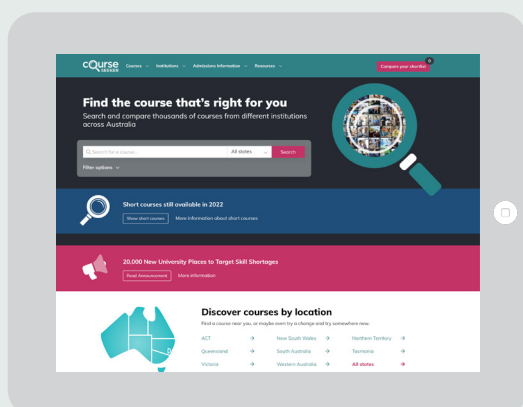 cQurse
SEEKER
Courses
Institutions
Admissions Information
Resources
Compare your shortlist
0
Find the course that's right for you
Search and compare thousands of courses from different institutions
across Australia
Search for a course...
All states
Search
Filter options
Short courses still available in 2022
Show short courses
More information about short courses
20,000 New University Places to Target Skill Shortages
Read Announcement
More information
Discover courses by location
Find a course near you, or maybe even try a change and try somewhere new.
ACT
New South Wales
Northern Territory
Queensland
South Australia
Tasmania
Victoria
Western Australia
All states